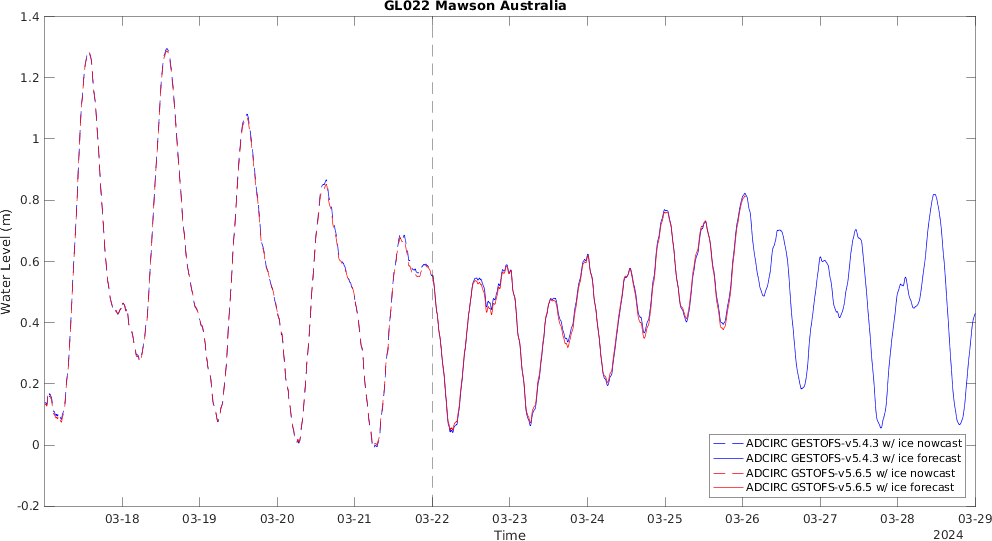 GL022 Mawson Australia
1.4
1.2
1
0.8
0.6
0.4
0.2
0
-0.2
Water Level (m)
ADCIRC GESTOFS-v5.4.3 w/ ice nowcast
ADCIRC GESTOFS-v5.4.3 w/ ice forecast
ADCIRC GSTOFS-v5.6.5 w/ ice nowcast
ADCIRC GSTOFS-v5.6.5 w/ ice forecast
03-18 03-19 03-20 03-21 03-22 03-23 03-24 03-25 03-26 03-27 03-28 03-29
Time
2024